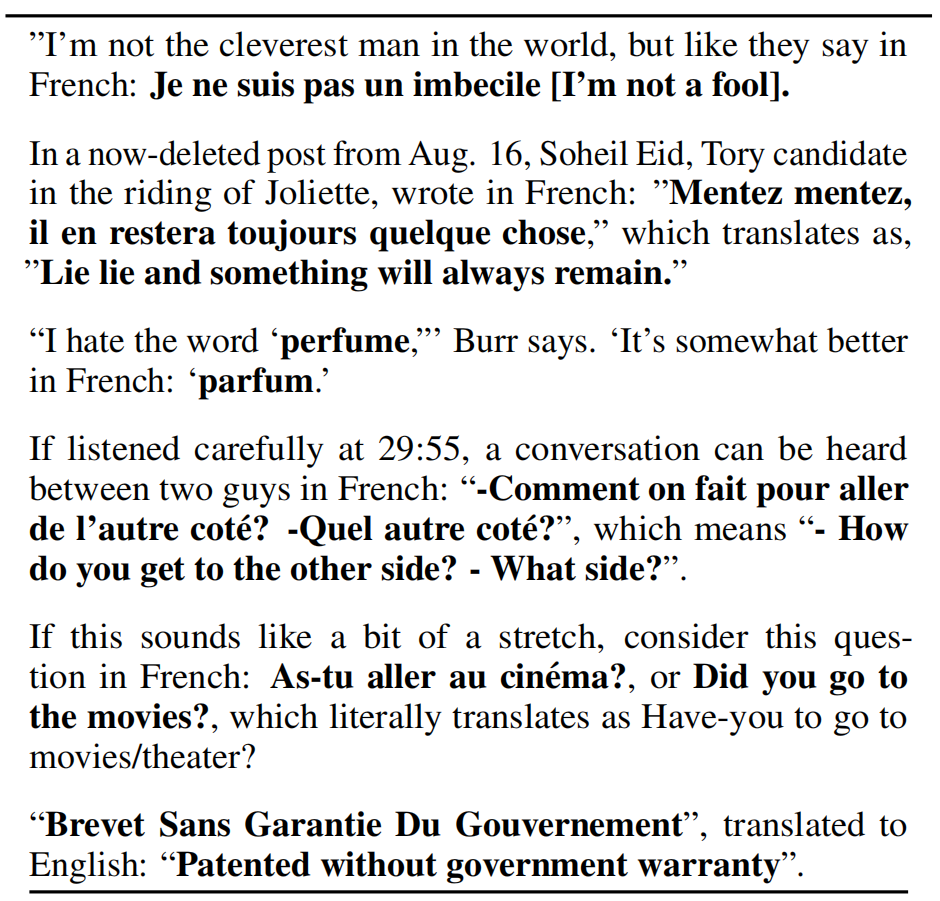 ”I’m not the cleverest man in the world, but like they say in
French: Je ne suis pas un imbecile [I’m not a fool].
In a now-deleted post from Aug. 16, Soheil Eid, Tory candidate
in the riding of Joliette, wrote in French: ”Mentez mentez,
il en restera toujours quelque chose,” which translates as,
”Lie lie and something will always remain.”
“I hate the word ‘perfume,”’ Burr says. ‘It’s somewhat better
in French: ‘parfum.’
If listened carefully at 29:55, a conversation can be heard
between two guys in French: “-Comment on fait pour aller
de l’autre coté? -Quel autre coté?”, which means “- How
do you get to the other side? - What side?”.
If this sounds like a bit of a stretch, consider this ques-
tion in French: As-tu aller au cinéma?, or Did you go to
the movies?, which literally translates as Have-you to go to
movies/theater?
“Brevet Sans Garantie Du Gouvernement”, translated to
English: “Patented without government warranty”.